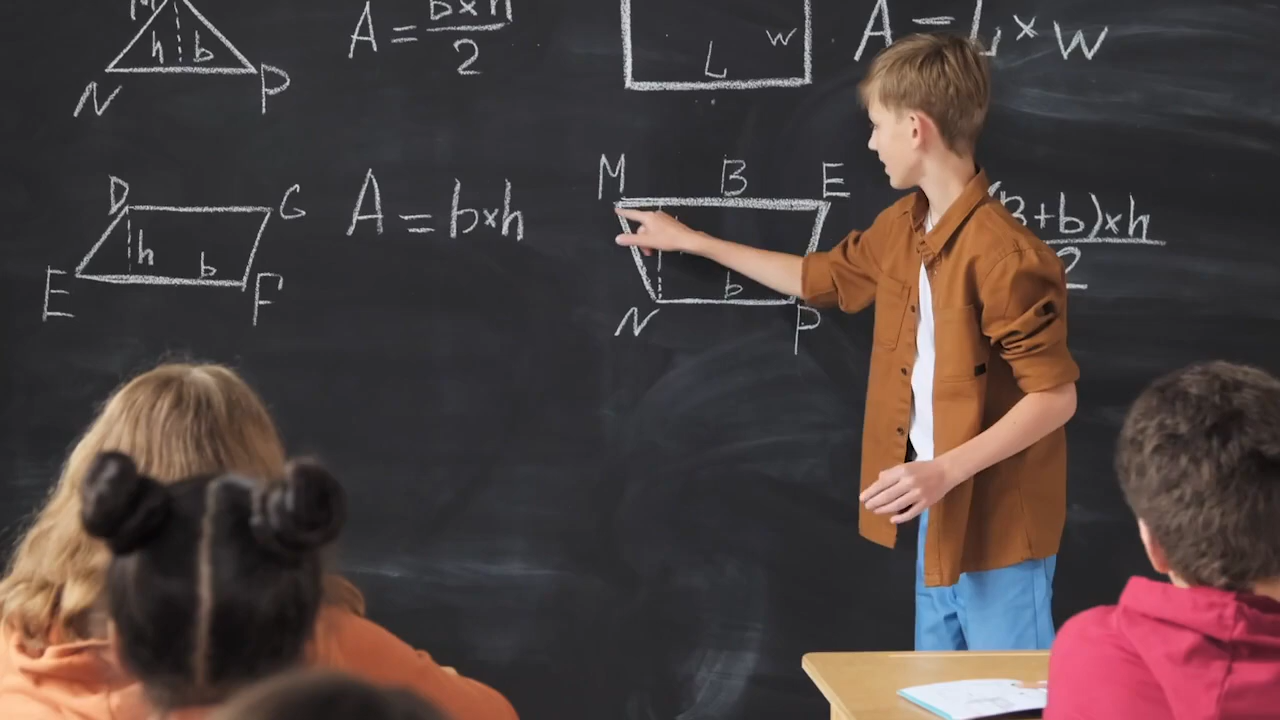 M
h b
N P
A = b×h
2
L W
A = L × W
D G
h b
E F
A = b×h
M B E
b
N P
B+b)×h
2